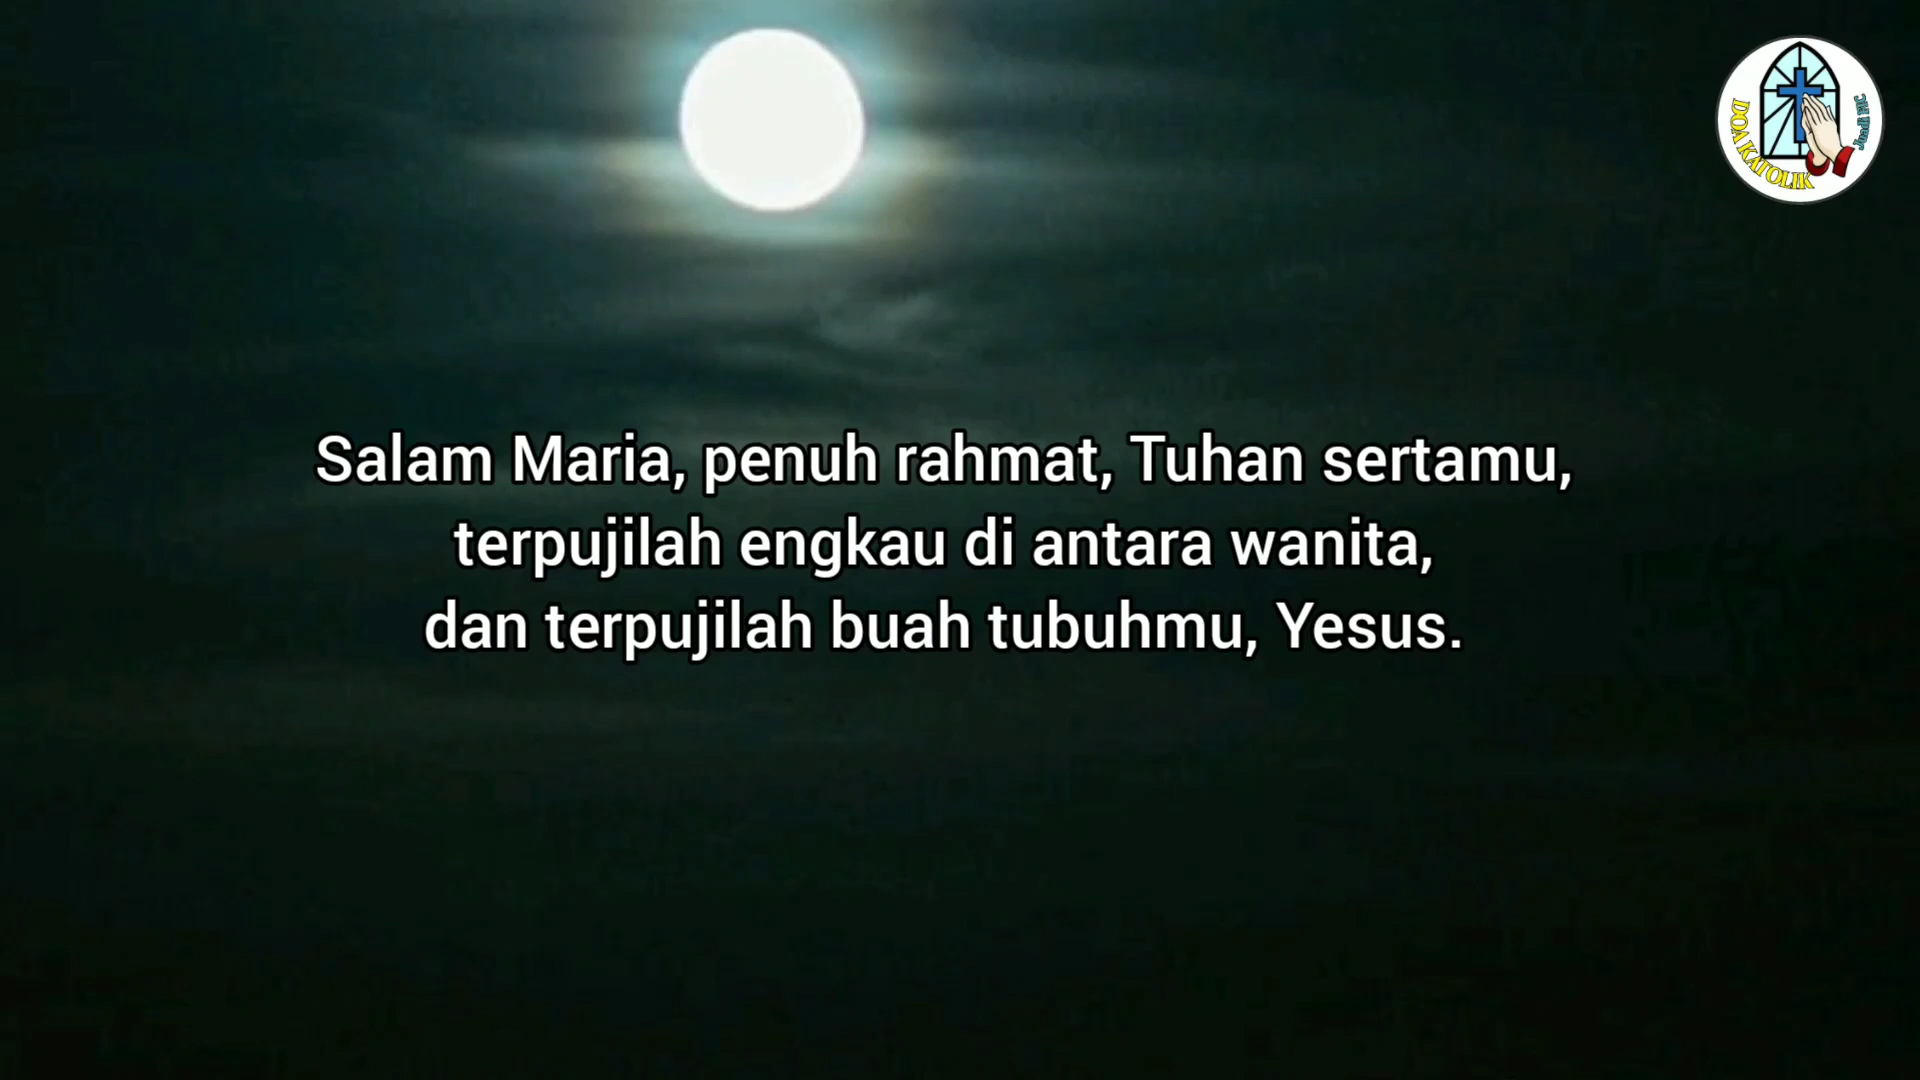 Salam Maria, penuh rahmat, Tuhan sertamu,
terpujilah engkau di antara wanita,
dan terpujilah buah tubuhmu, Yesus.
DOA KATOLIK